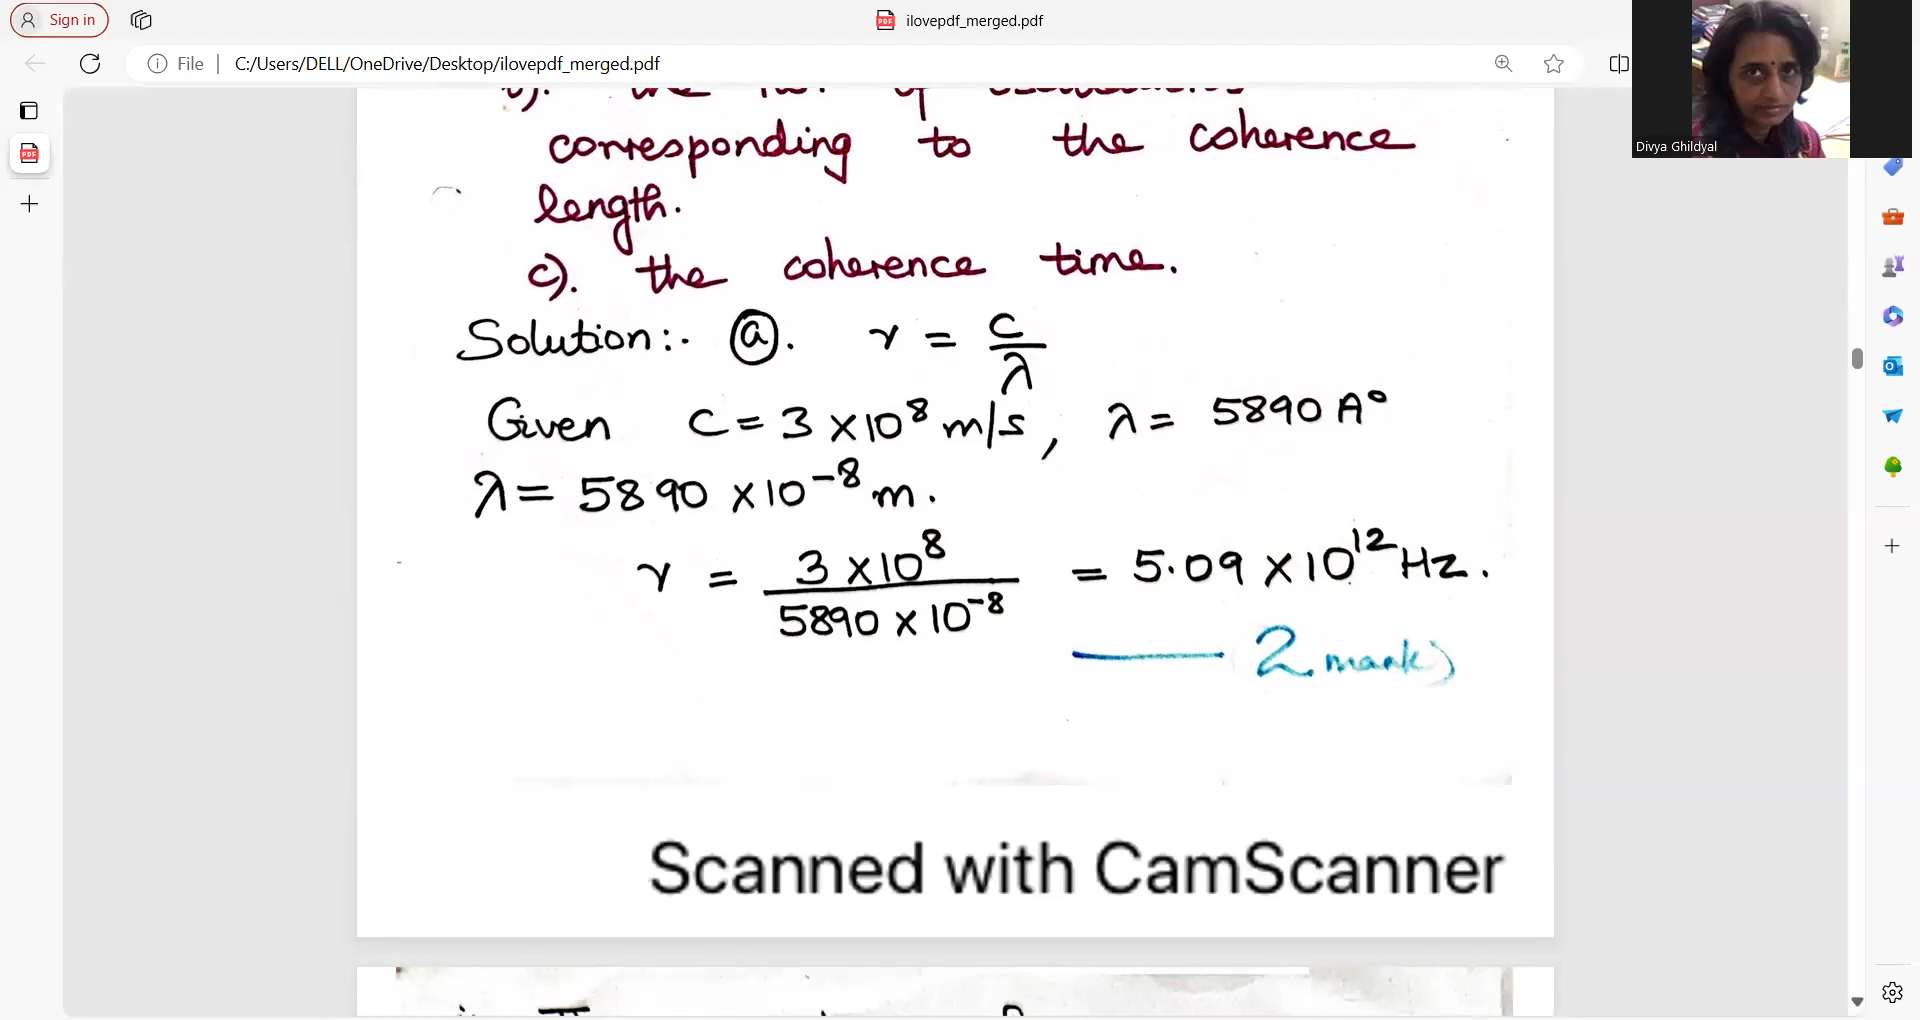 Sign in
ilovepdf_merged.pdf
File
C:/Users/DELL/OneDrive/Desktop/ilovepdf_merged.pdf
Divya Ghildyal
corresponding to the coherence
length.
c). the coherence time.
Solution:- (a). ν = c/λ
Given C = 3 × 10⁸ m/s, λ = 5890 A°
λ = 5890 × 10⁻⁸ m.
ν = 3 × 10⁸ / 5890 × 10⁻⁸ = 5.09 × 10¹² Hz.
2 marks
Scanned with CamScanner